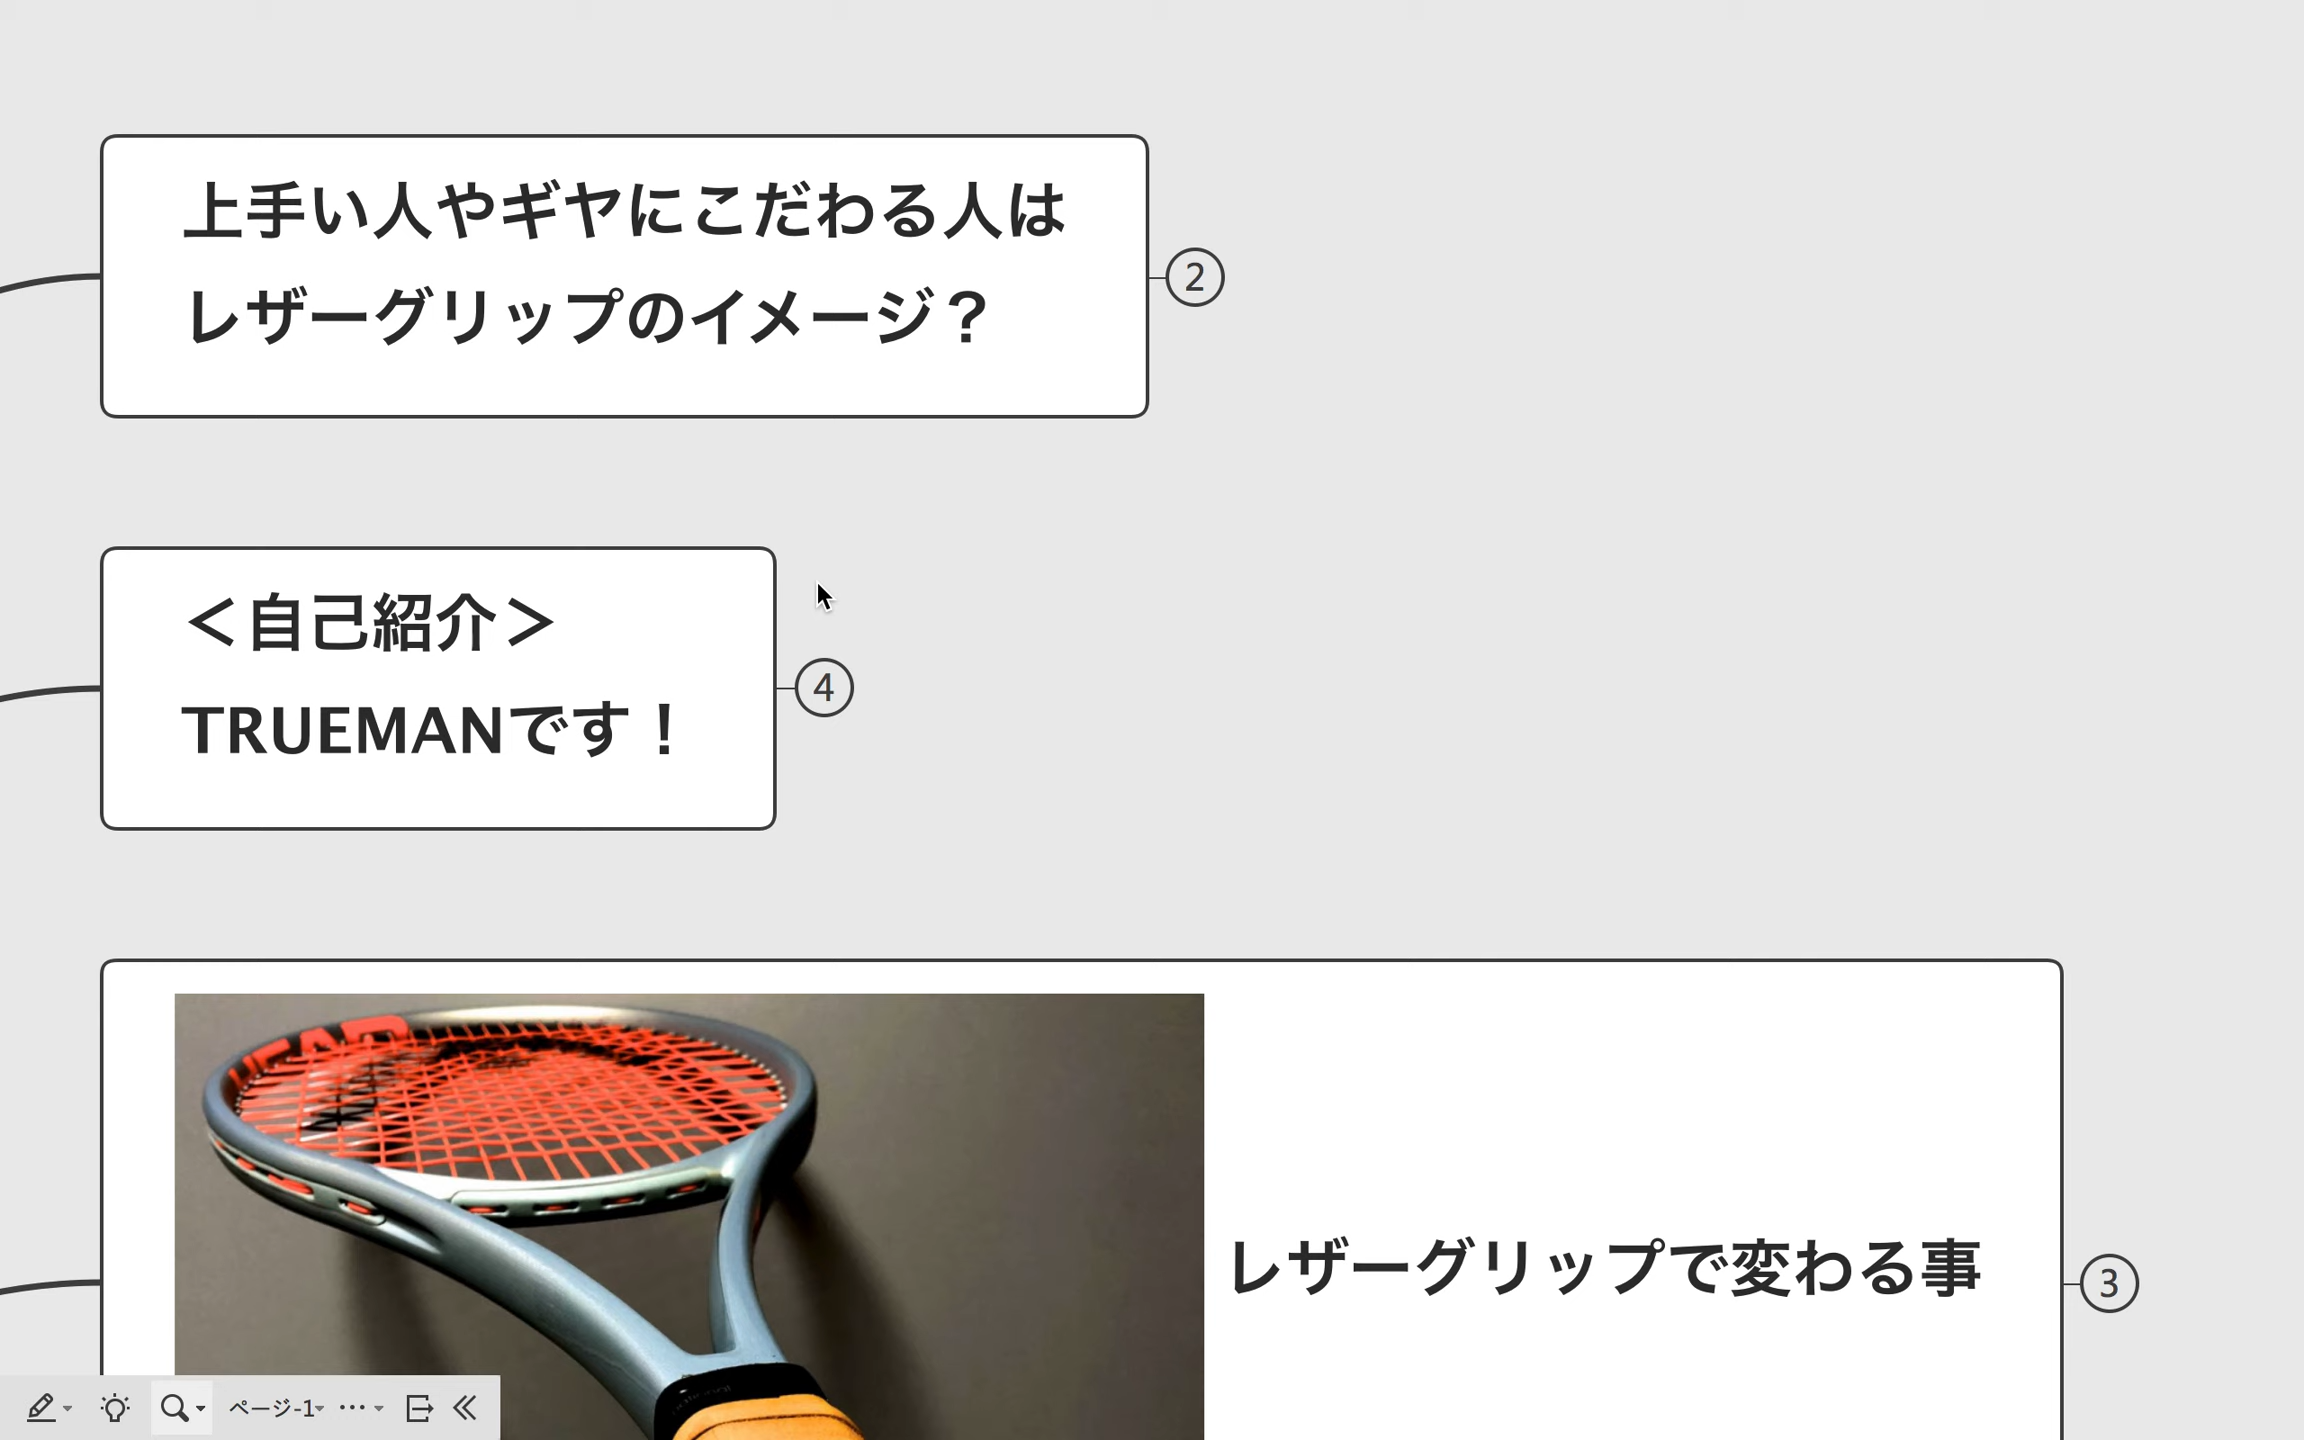 上手い人やギヤにこだわる人は
レザーグリップのイメージ？
2
＜自己紹介＞
TRUEMANです！
4
HEAD
レザーグリップで変わる事
3
ページ-1